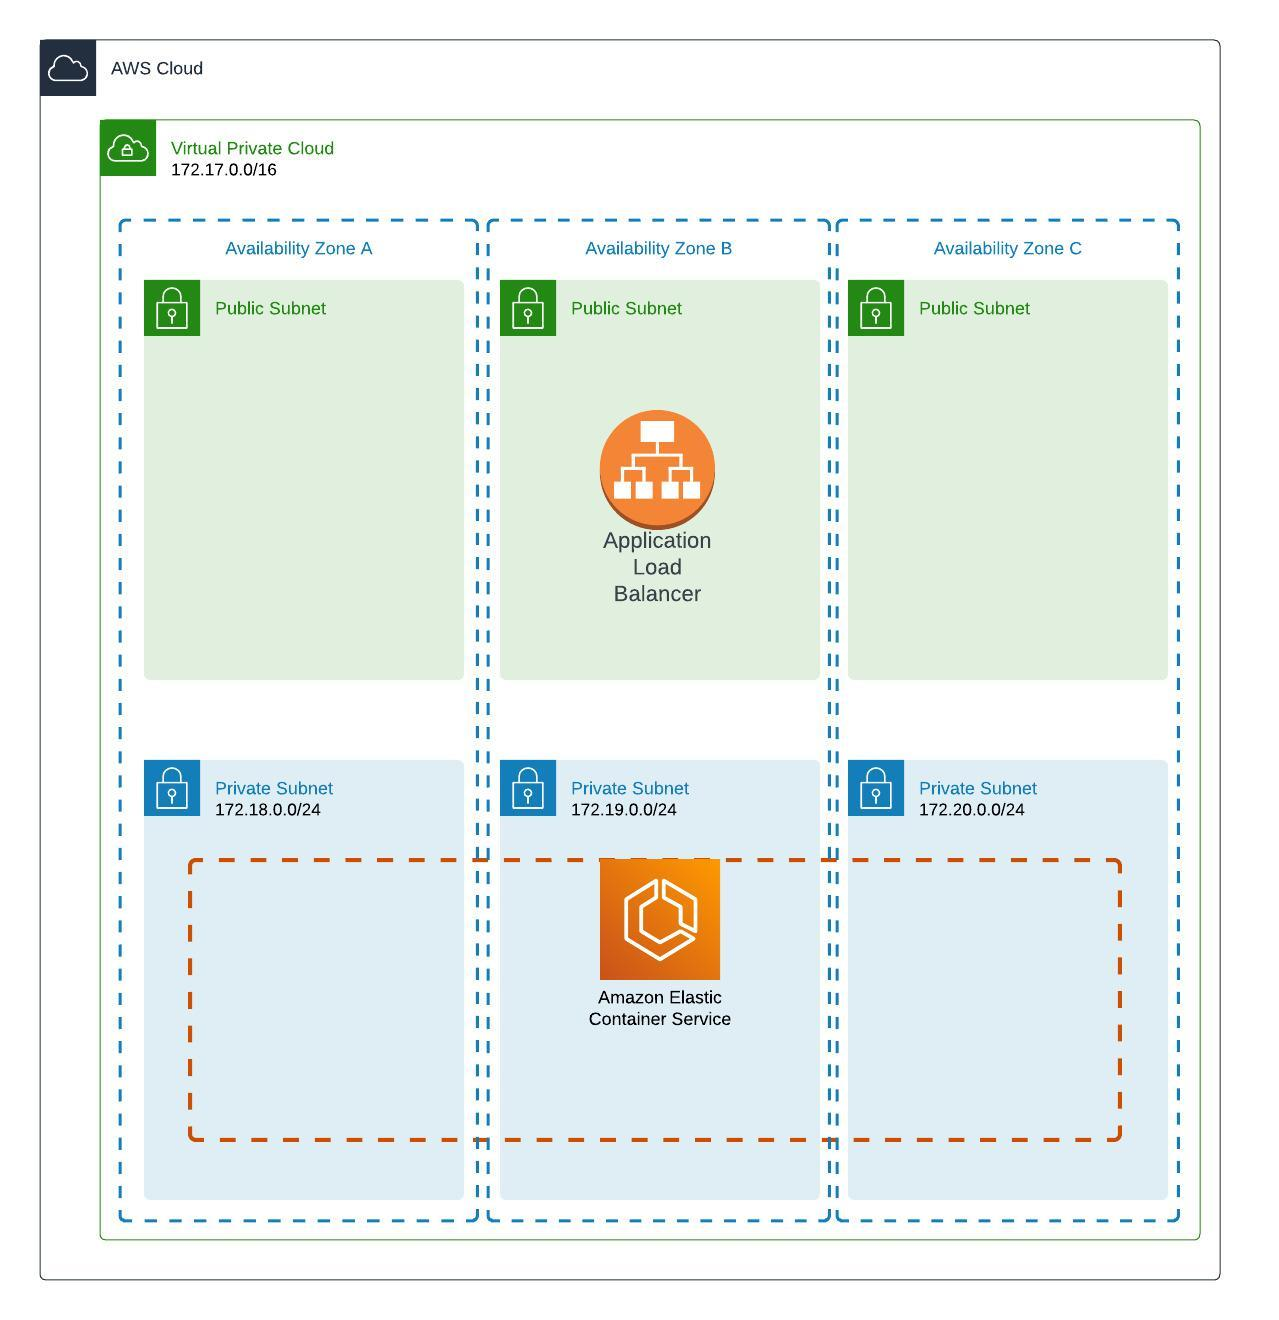 AWS Cloud
Virtual Private Cloud
172.17.0.0/16
Availability Zone A
Availability Zone B
Availability Zone C
Public Subnet
Public Subnet
Public Subnet
Application
Load
Balancer
Private Subnet
172.18.0.0/24
Private Subnet
172.19.0.0/24
Private Subnet
172.20.0.0/24
Amazon Elastic
Container Service